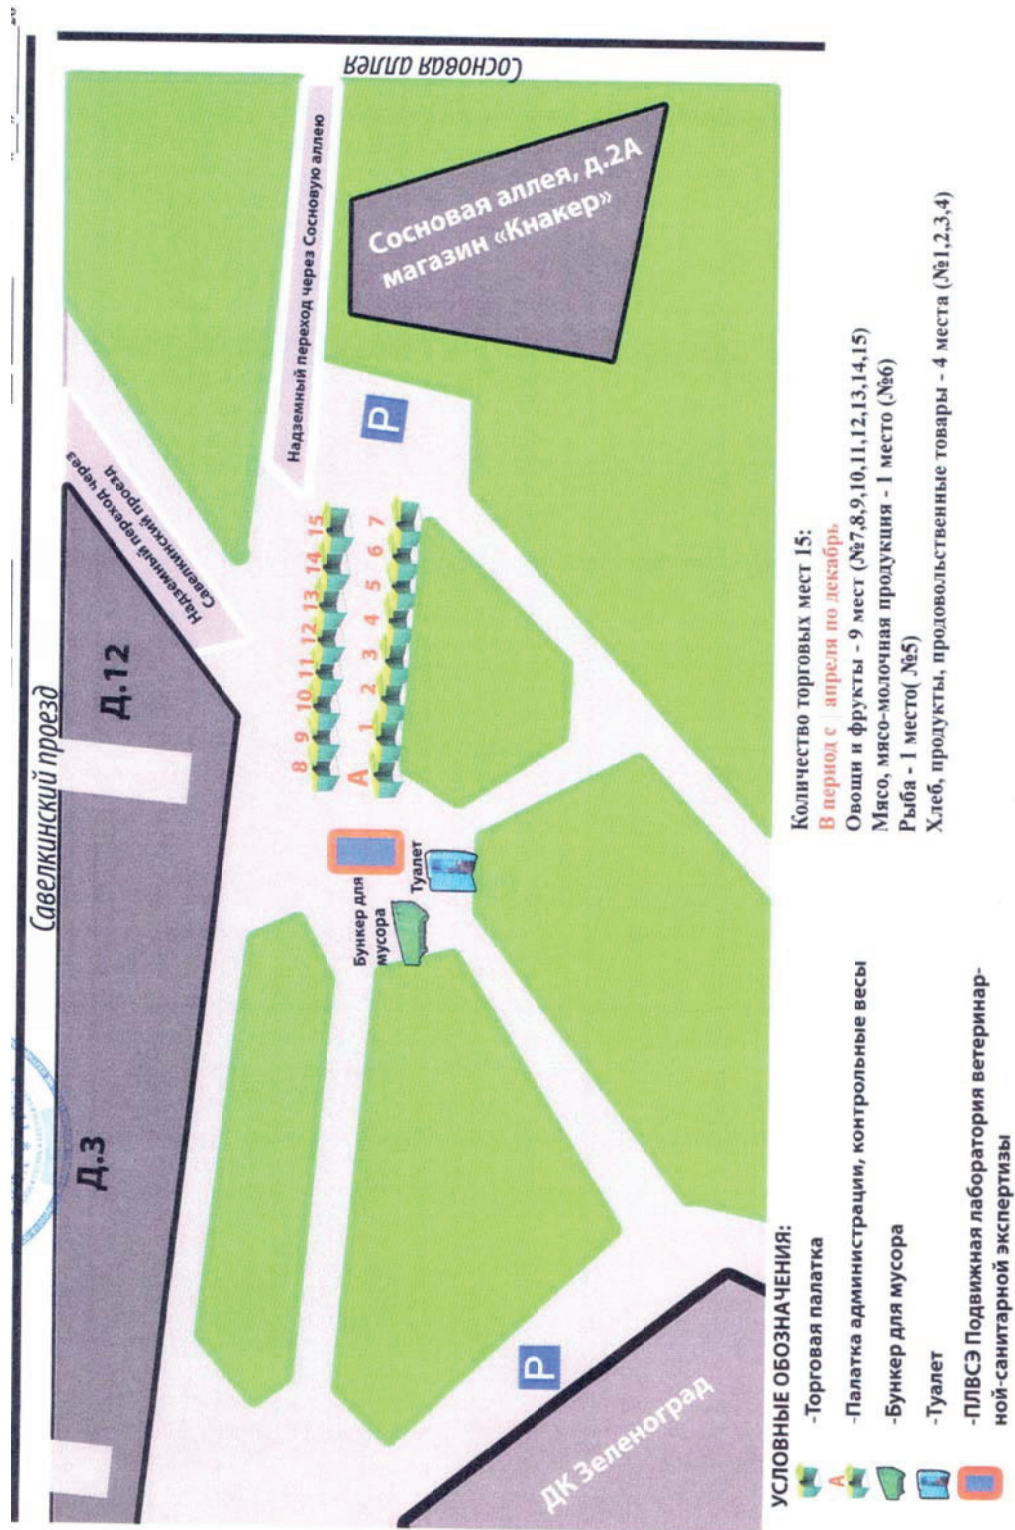 Савелкинский проезд
Сосновая аллея
Д.3
Д.12
Надземный переход через
Савелкинский проезд
Надземный переход через Сосновую аллею
Сосновая аллея, д.2А
магазин «Кнакер»
P
8 9 10 11 12 13 14 15
А 1 2 3 4 5 6 7
Бункер для
мусора
Туалет
P
ДК Зеленоград
УСЛОВНЫЕ ОБОЗНАЧЕНИЯ:
-Торговая палатка
А -Палатка администрации, контрольные весы
-Бункер для мусора
-Туалет
-ПЛВСЭ Подвижная лаборатория ветеринар-
ной-санитарной экспертизы
Количество торговых мест 15:
В период с апреля по декабрь
Овощи и фрукты - 9 мест (№7,8,9,10,11,12,13,14,15)
Мясо, мясо-молочная продукция - 1 место (№6)
Рыба - 1 место( №5)
Хлеб, продукты, продовольственные товары - 4 места (№1,2,3,4)